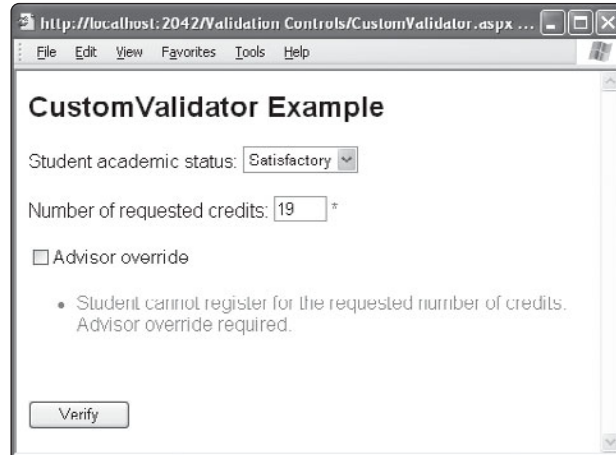 http://localhost:2042/Validation Controls/CustomValidator.aspx ...
File Edit View Favorites Tools Help
CustomValidator Example
Student academic status: Satisfactory
Number of requested credits: 19 *
Advisor override
• Student cannot register for the requested number of credits.
Advisor override required.
Verify